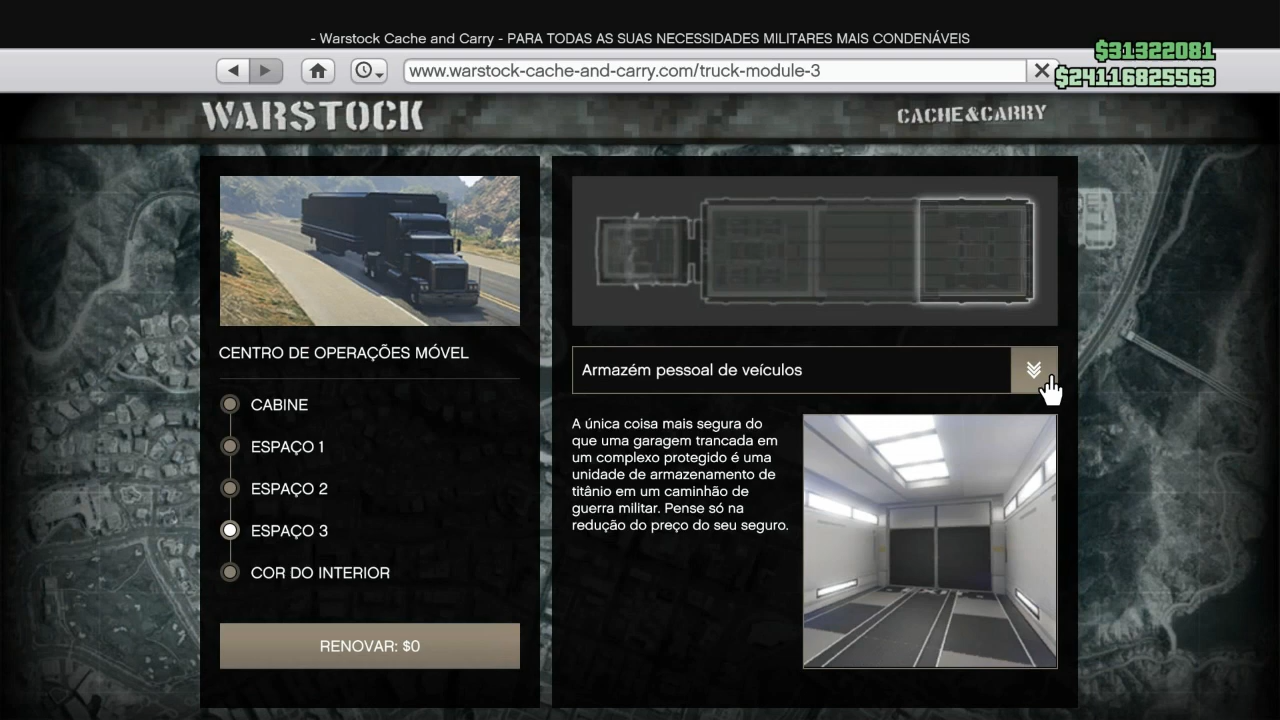 - Warstock Cache and Carry - PARA TODAS AS SUAS NECESSIDADES MILITARES MAIS CONDENÁVEIS
$31322081
www.warstock-cache-and-carry.com/truck-module-3
$24116825563
WARSTOCK
CACHE&CARRY
CENTRO DE OPERAÇÕES MÓVEL
CABINE
ESPAÇO 1
ESPAÇO 2
ESPAÇO 3
COR DO INTERIOR
RENOVAR: $0
Armazém pessoal de veículos
A única coisa mais segura do
que uma garagem trancada em
um complexo protegido é uma
unidade de armazenamento de
titânio em um caminhão de
guerra militar. Pense só na
redução do preço do seu seguro.